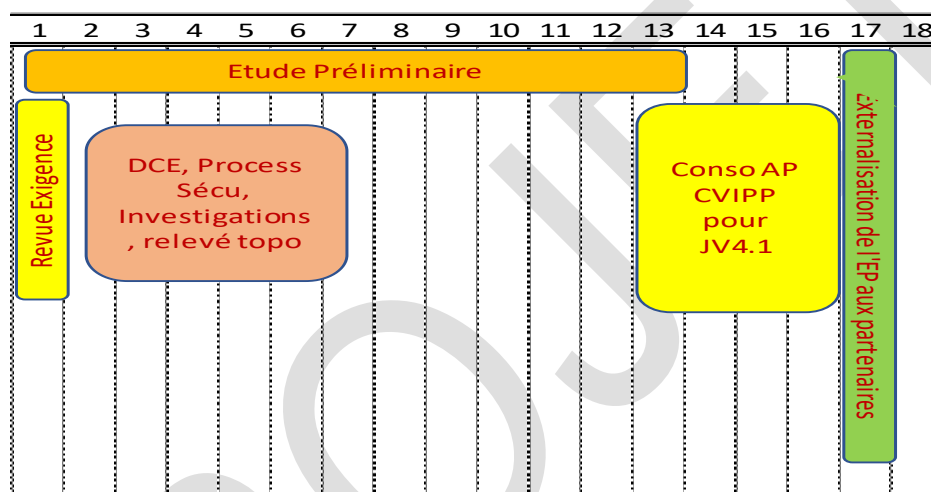 1 2 3 4 5 6 7 8 9 10 11 12 13 14 15 16 17 18
Etude Préliminaire
Revue Exigence
DCE, Process
Sécu,
Investigations
, relevé topo
Conso AP
CVIPP
pour
JV4.1
Externalisation de l'EP aux partenaires